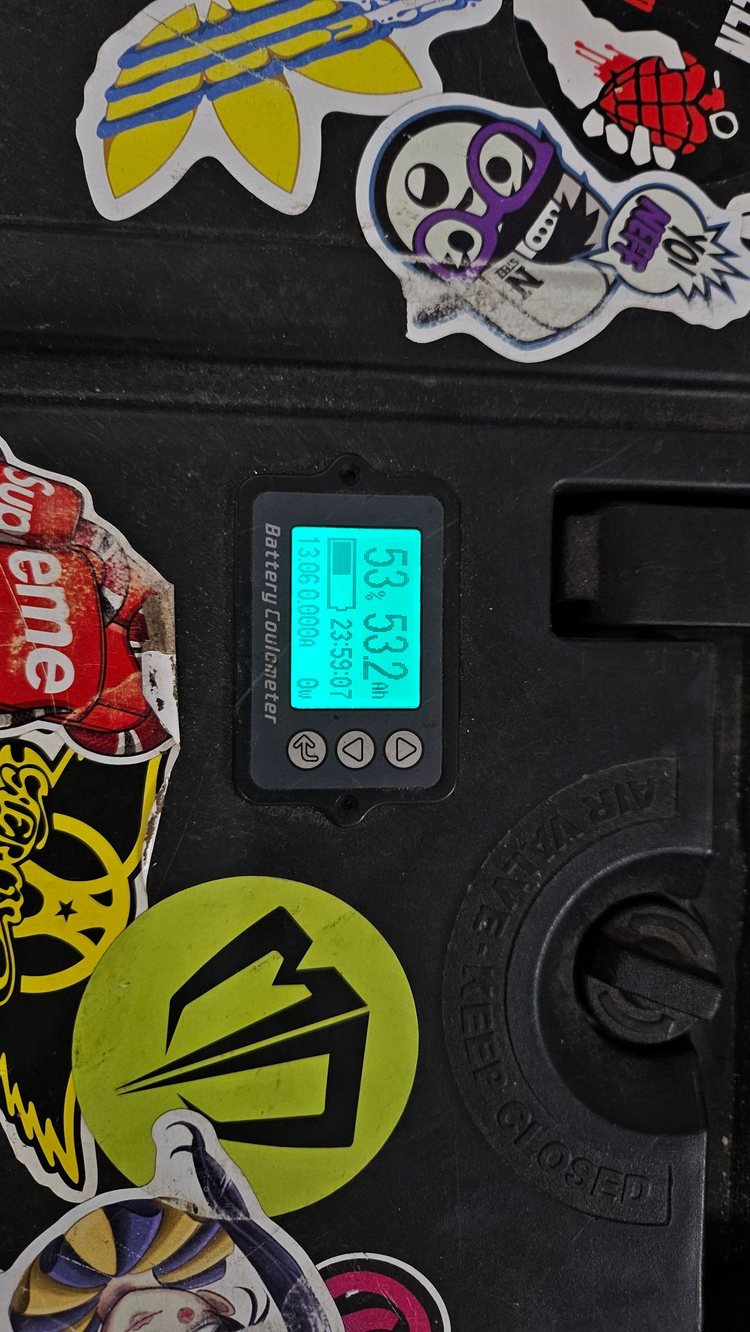 YO!
NEFF
N
Supreme
53% 53.2Ah
23:59:07
13.06 0.000A 0w
Battery Coulometer
AIR VALVE - KEEP CLOSED